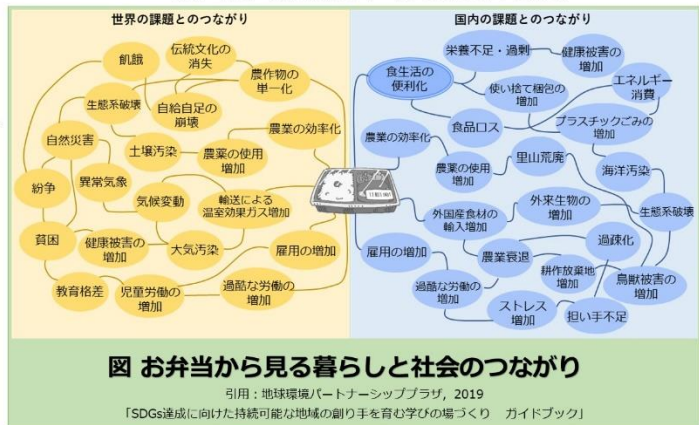 世界の課題とのつながり
飢餓
伝統文化の
消失
農作物の
単一化
生態系破壊
自給自足の
崩壊
自然災害
土壌汚染
農薬の使用
増加
農業の効率化
紛争
異常気象
気候変動
輸送による
温室効果ガス増加
貧困
健康被害の
増加
大気汚染
雇用の増加
教育格差
児童労働の
増加
過酷な労働の
増加
国内の課題とのつながり
食生活の
便利化
栄養不足・過剰
健康被害の
増加
使い捨て梱包の
増加
エネルギー
消費
食品ロス
プラスチックごみの
増加
農業の効率化
農薬の使用
増加
里山荒廃
海洋汚染
外国産食材の
輸入増加
外来生物の
増加
生態系破壊
雇用の増加
農業衰退
過疎化
耕作放棄地
増加
鳥獣被害の
増加
過酷な労働の
増加
ストレス
増加
担い手不足
図 お弁当から見る暮らしと社会のつながり
引用:地球環境パートナーシッププラザ, 2019
「SDGs達成に向けた持続可能な地域の創り手を育む学びの場づくり ガイドブック」